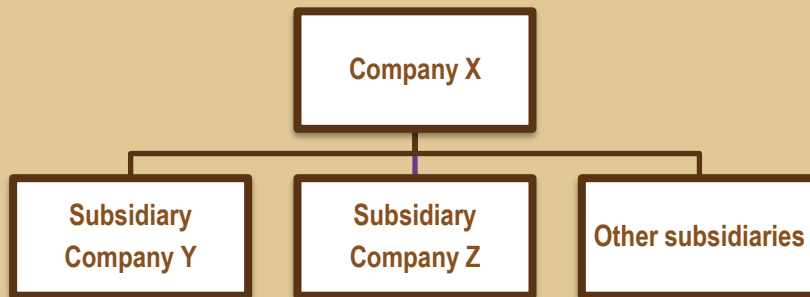 Company X
Subsidiary
Company Y
Subsidiary
Company Z
Other subsidiaries